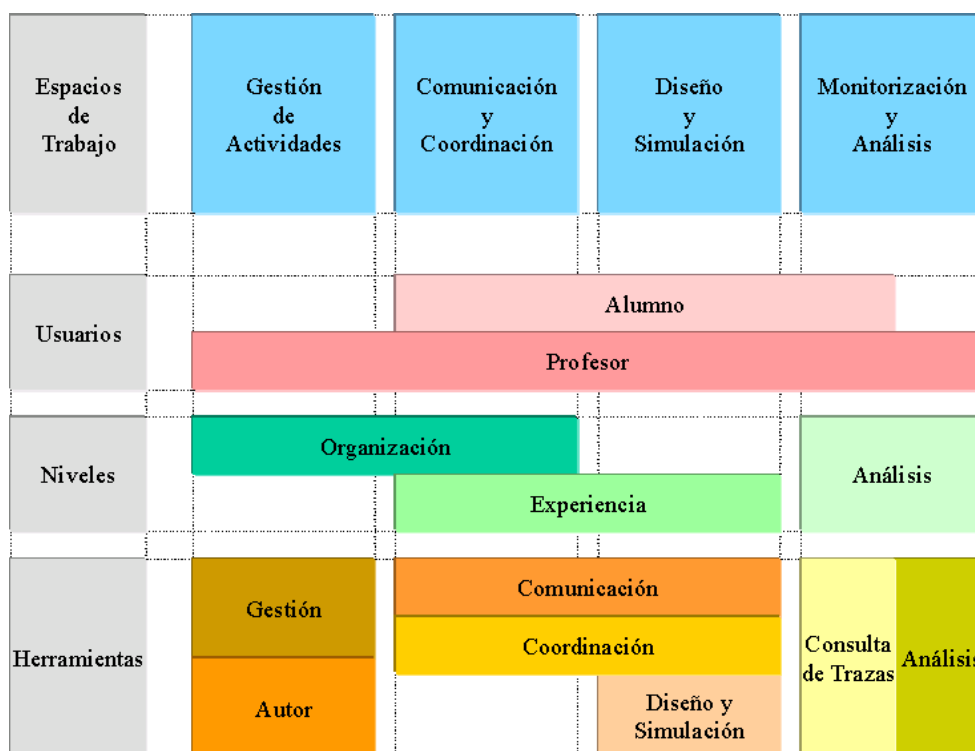 Espacios
de
Trabajo
Gestión
de
Actividades
Comunicación
y
Coordinación
Diseño
y
Simulación
Monitorización
y
Análisis
Usuarios
Alumno
Profesor
Niveles
Organización
Experiencia
Análisis
Herramientas
Gestión
Autor
Comunicación
Coordinación
Diseño y
Simulación
Consulta
de Trazas
Análisis